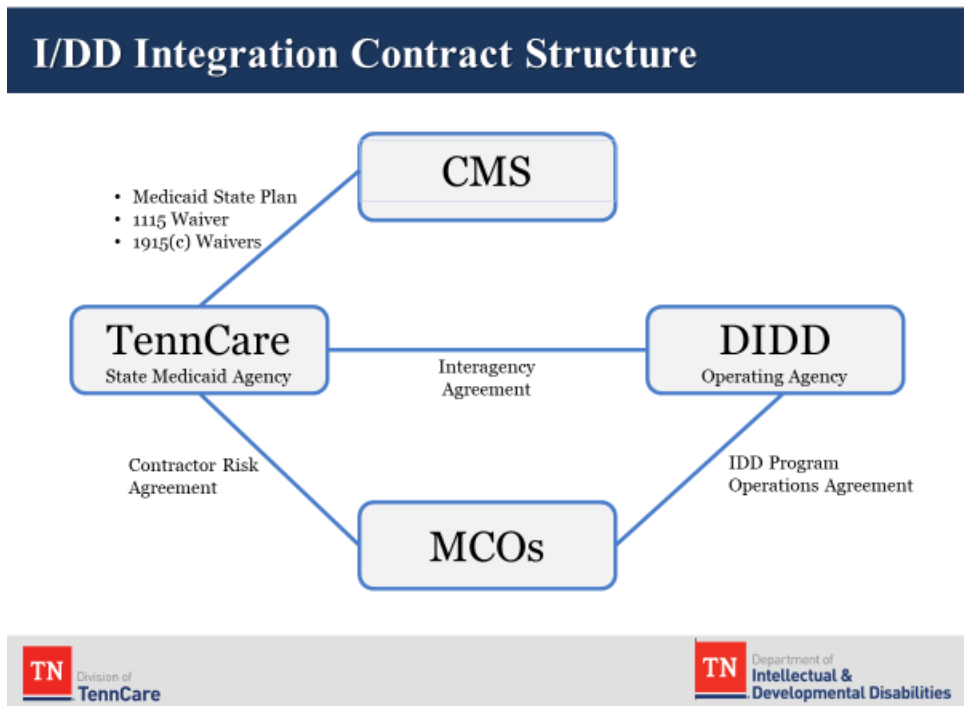 I/DD Integration Contract Structure
CMS
• Medicaid State Plan
• 1115 Waiver
• 1915(c) Waivers
TennCare
State Medicaid Agency
Interagency
Agreement
DIDD
Operating Agency
Contractor Risk
Agreement
IDD Program
Operations Agreement
MCOs
TN
Division of
TennCare
TN
Department of
Intellectual &
Developmental Disabilities